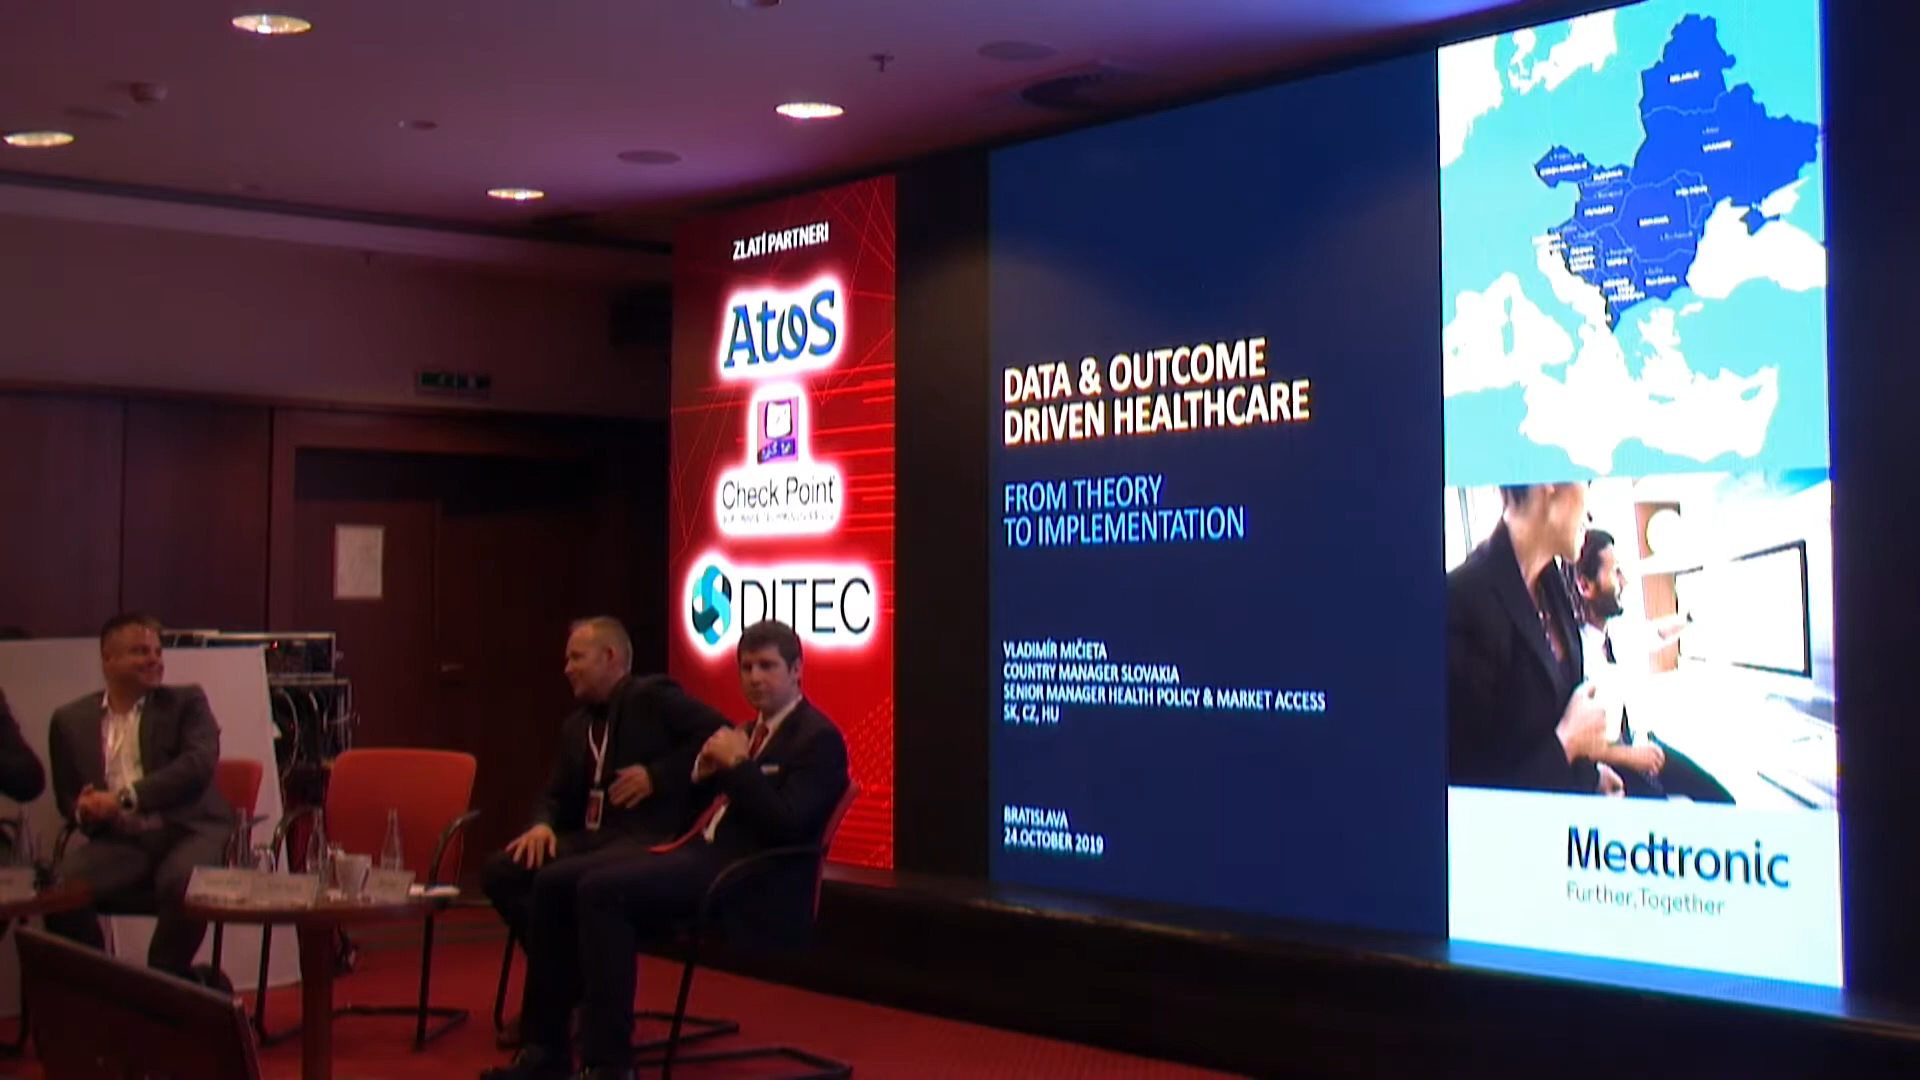 ZLATÍ PARTNERI
Atos
Check Point
DITEC
DATA & OUTCOME
DRIVEN HEALTHCARE
FROM THEORY
TO IMPLEMENTATION
VLADIMÍR MIČIETA
COUNTRY MANAGER SLOVAKIA
SENIOR MANAGER HEALTH POLICY & MARKET ACCESS
SK, CZ, HU
BRATISLAVA
24.OCTOBER 2019
Medtronic
Further,Together